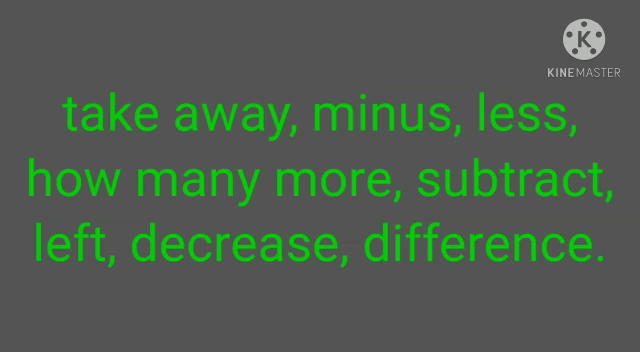 KINEMASTER
take away, minus, less,
how many more, subtract,
left, decrease, difference.